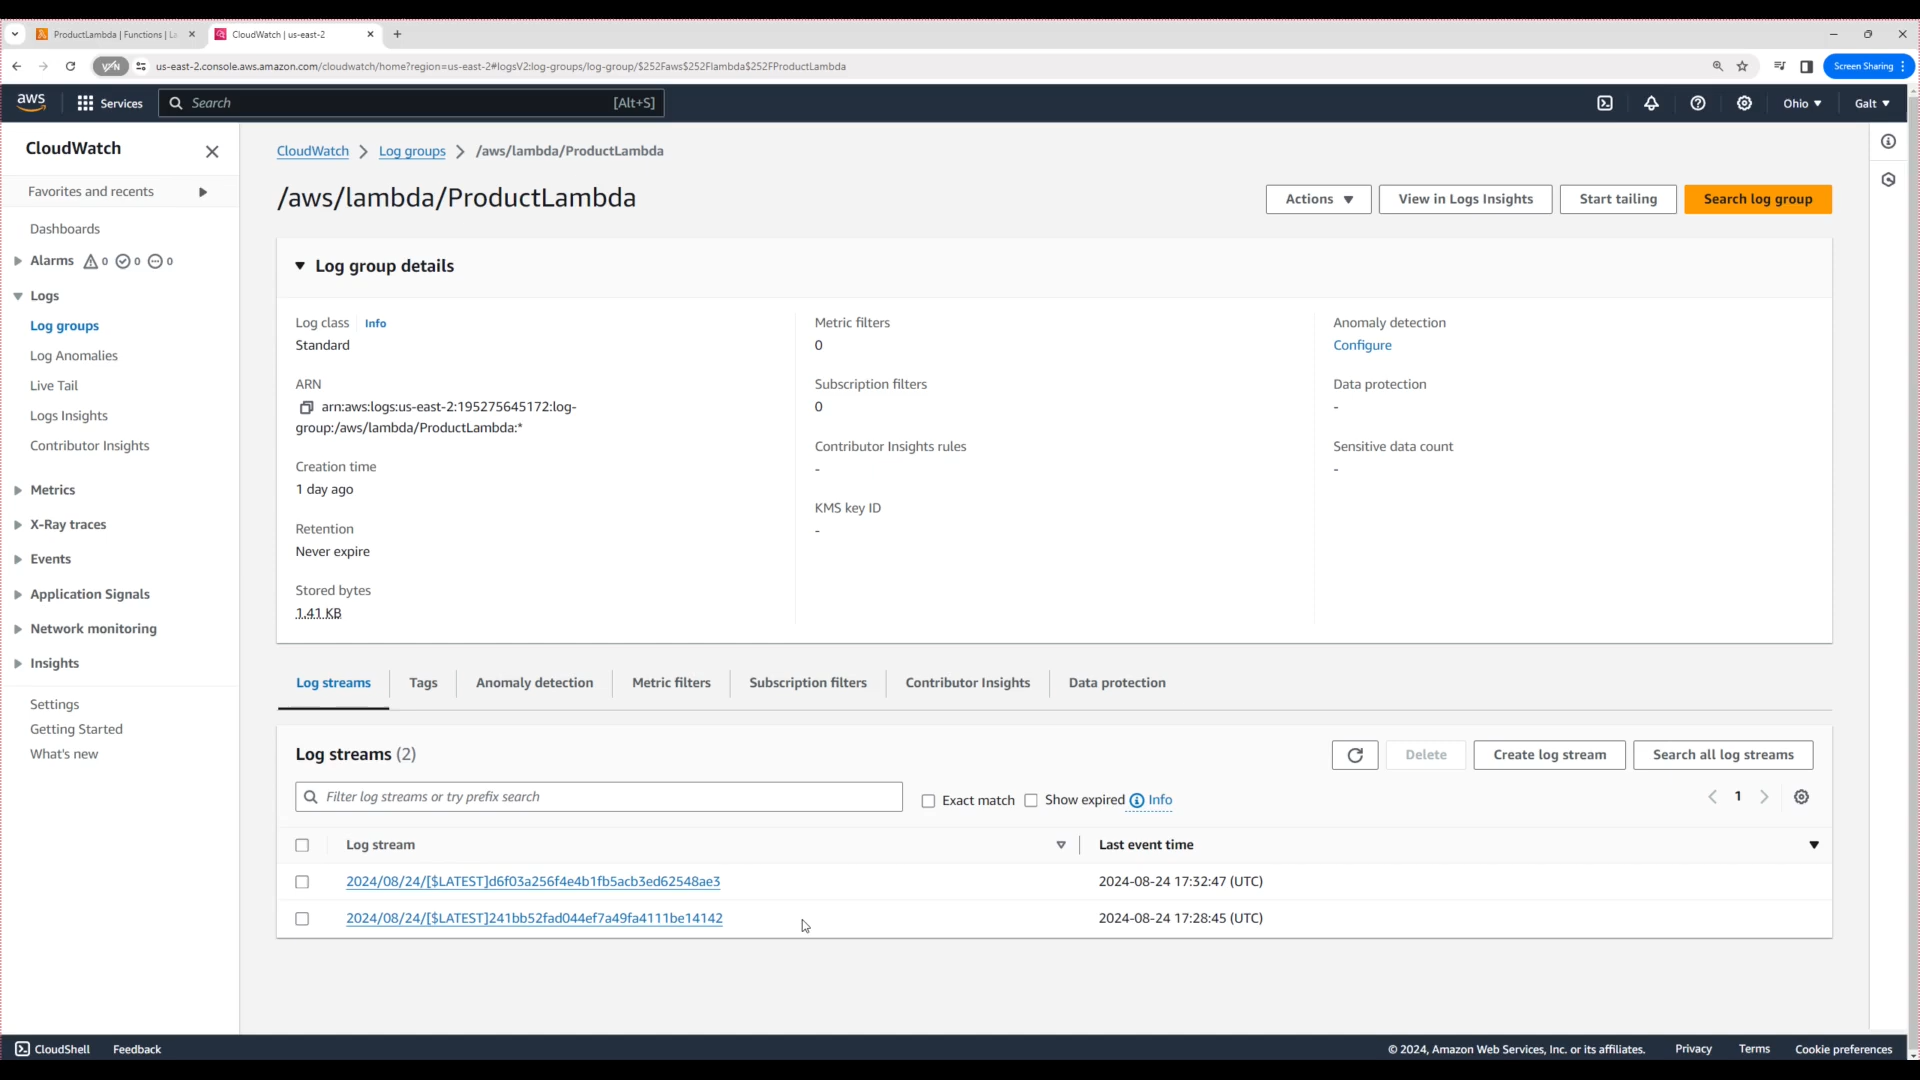 ProductLambda | Functions | La
CloudWatch | us-east-2
VPN
us-east-2.console.aws.amazon.com/cloudwatch/home?region=us-east-2#logsV2:log-groups/log-group/$252Faws$252Flambda$252FProductLambda
Screen Sharing
aws
Services
Search
[Alt+S]
Ohio
Galt
CloudWatch
Favorites and recents
Dashboards
Alarms 0 0 0
Logs
Log groups
Log Anomalies
Live Tail
Logs Insights
Contributor Insights
Metrics
X-Ray traces
Events
Application Signals
Network monitoring
Insights
Settings
Getting Started
What's new
CloudWatch > Log groups > /aws/lambda/ProductLambda
/aws/lambda/ProductLambda
Actions
View in Logs Insights
Start tailing
Search log group
Log group details
Log class Info
Standard
ARN
arn:aws:logs:us-east-2:195275645172:log-
group:/aws/lambda/ProductLambda:*
Creation time
1 day ago
Retention
Never expire
Stored bytes
1.41 KB
Metric filters
0
Subscription filters
0
Contributor Insights rules
-
KMS key ID
-
Anomaly detection
Configure
Data protection
-
Sensitive data count
-
Log streams
Tags
Anomaly detection
Metric filters
Subscription filters
Contributor Insights
Data protection
Log streams (2)
Delete
Create log stream
Search all log streams
Filter log streams or try prefix search
Exact match
Show expired
Info
1
Log stream
Last event time
2024/08/24/[$LATEST]d6f03a256f4e4b1fb5acb3ed62548ae3
2024-08-24 17:32:47 (UTC)
2024/08/24/[$LATEST]241bb52fad044ef7a49fa4111be14142
2024-08-24 17:28:45 (UTC)
CloudShell
Feedback
© 2024, Amazon Web Services, Inc. or its affiliates.
Privacy
Terms
Cookie preferences